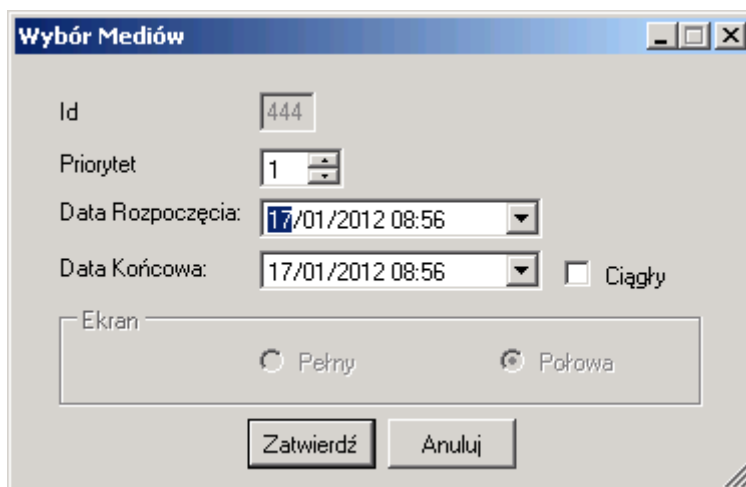 Wybór Mediów
Id 444
Priorytet 1
Data Rozpoczęcia: 17/01/2012 08:56
Data Końcowa: 17/01/2012 08:56 Ciągły
Ekran
Pełny Połowa
Zatwierdź Anuluj